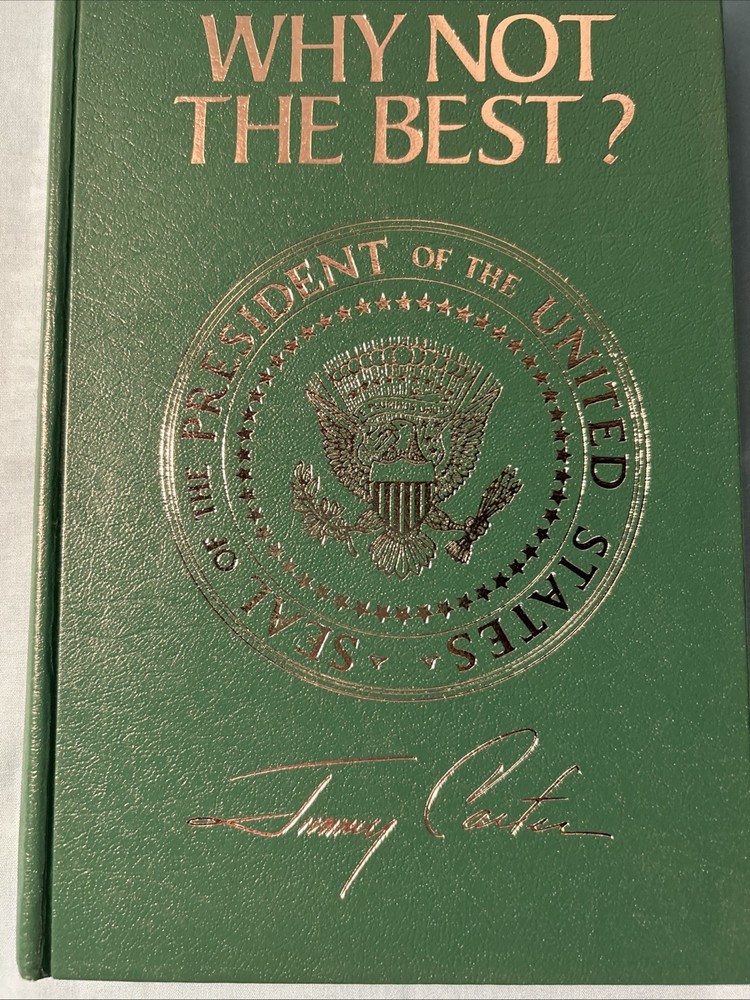 WHY NOT
THE BEST?
SEAL OF THE PRESIDENT OF THE UNITED STATES
Jimmy Carter